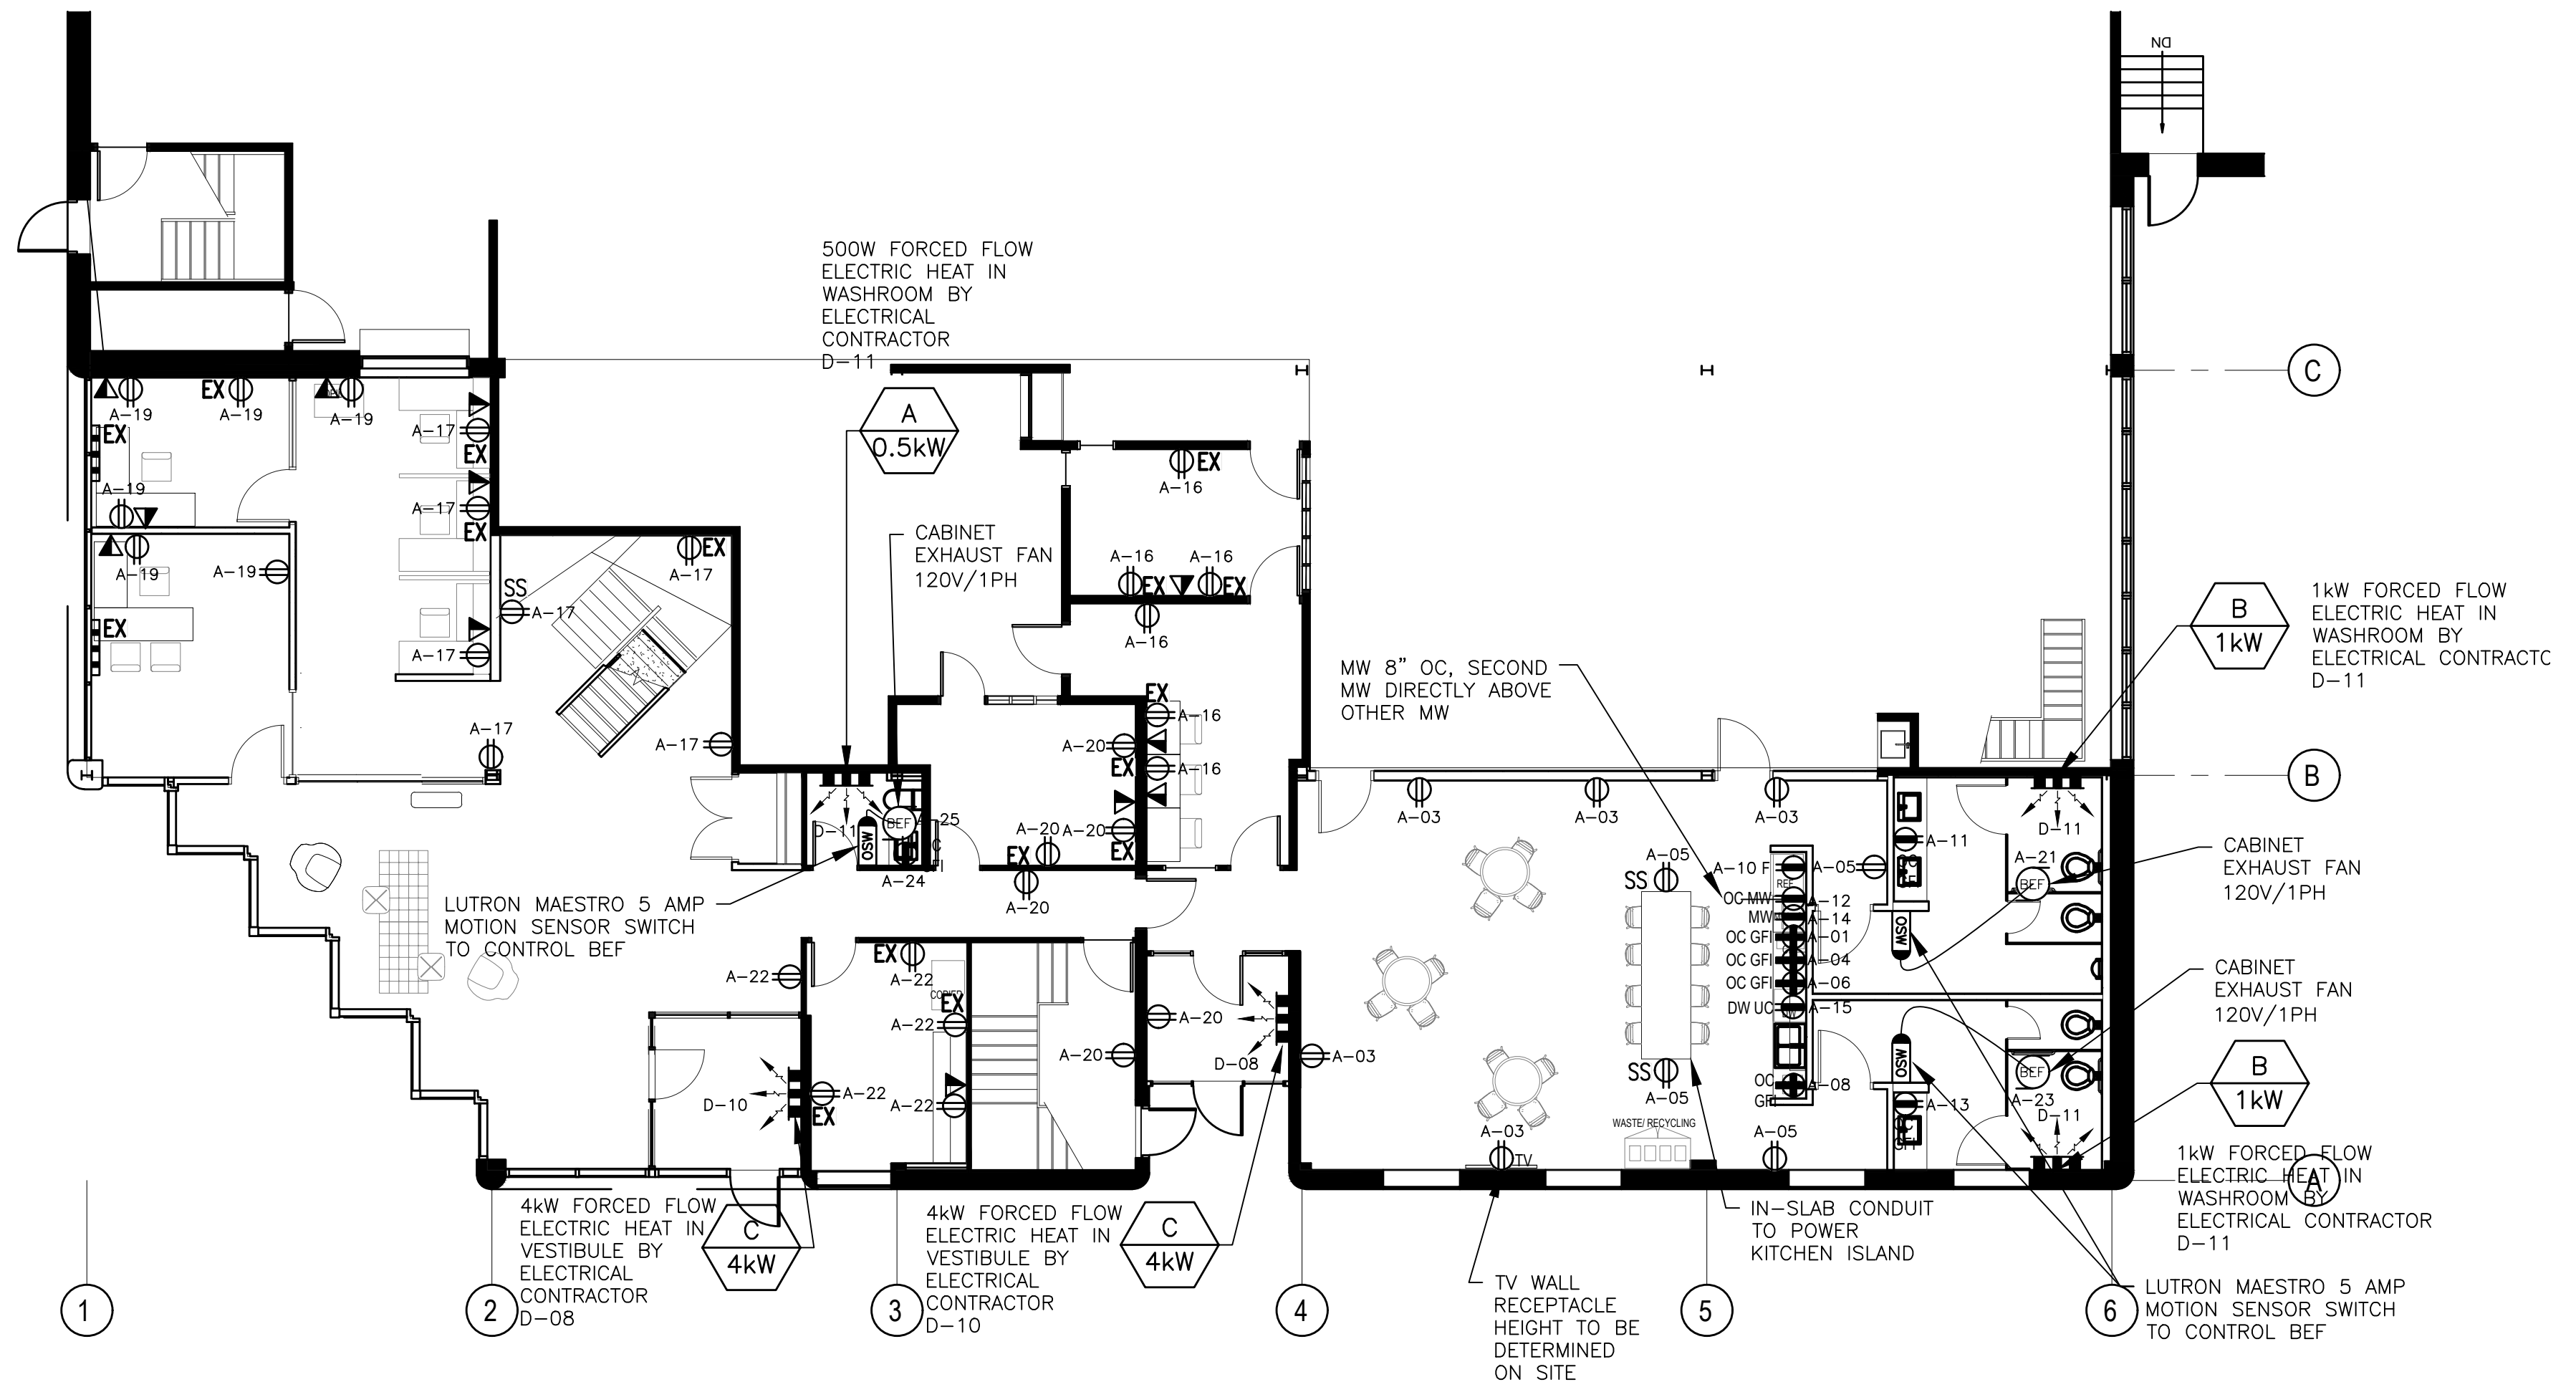 DN
500W FORCED FLOW
ELECTRIC HEAT IN
WASHROOM BY
ELECTRICAL
CONTRACTOR
D-11
C
A
0.5kW
A-19
EX
A-19
A-19
A-17
EX
EX
A-19
A-17
EX
A-19
A-19
EX
A-17
EX
A-17
SS
A-17
A-17
A-17
A-17
CABINET
EXHAUST FAN
120V/1PH
EX
A-16
A-16
EX
A-16
EX
A-16
EX
A-16
A-16
A-20
EX
A-20
A-20
EX
EX
MW 8" OC, SECOND
MW DIRECTLY ABOVE
OTHER MW
B
1kW
1kW FORCED FLOW
ELECTRIC HEAT IN
WASHROOM BY
ELECTRICAL CONTRACTO
D-11
B
D-11
OSW
BEF
A-25
A-24
A-20
LUTRON MAESTRO 5 AMP
MOTION SENSOR SWITCH
TO CONTROL BEF
A-03
A-03
A-03
A-05
SS
A-10 F
REF
A-05
OC MW
A-12
MW
A-14
OC GFI
A-01
OC GFI
A-04
OC GFI
A-06
DW UC
A-15
OC
GFI
A-08
A-11
D-11
A-21
BEF
OSW
CABINET
EXHAUST FAN
120V/1PH
CABINET
EXHAUST FAN
120V/1PH
OSW
BEF
A-13
GFI
A-23
D-11
B
1kW
1kW FORCED FLOW
ELECTRIC HEAT IN
WASHROOM BY
ELECTRICAL CONTRACTOR
D-11
A
A-22
EX
A-22
COPIER
EX
A-22
A-22
EX
A-22
D-10
A-20
A-20
D-08
A-03
SS
A-05
WASTE/ RECYCLING
A-03
TV
A-05
4kW FORCED FLOW
ELECTRIC HEAT IN
VESTIBULE BY
ELECTRICAL
CONTRACTOR
D-08
C
4kW
4kW FORCED FLOW
ELECTRIC HEAT IN
VESTIBULE BY
ELECTRICAL
CONTRACTOR
D-10
C
4kW
IN-SLAB CONDUIT
TO POWER
KITCHEN ISLAND
TV WALL
RECEPTACLE
HEIGHT TO BE
DETERMINED
ON SITE
LUTRON MAESTRO 5 AMP
MOTION SENSOR SWITCH
TO CONTROL BEF
1
2
3
4
5
6